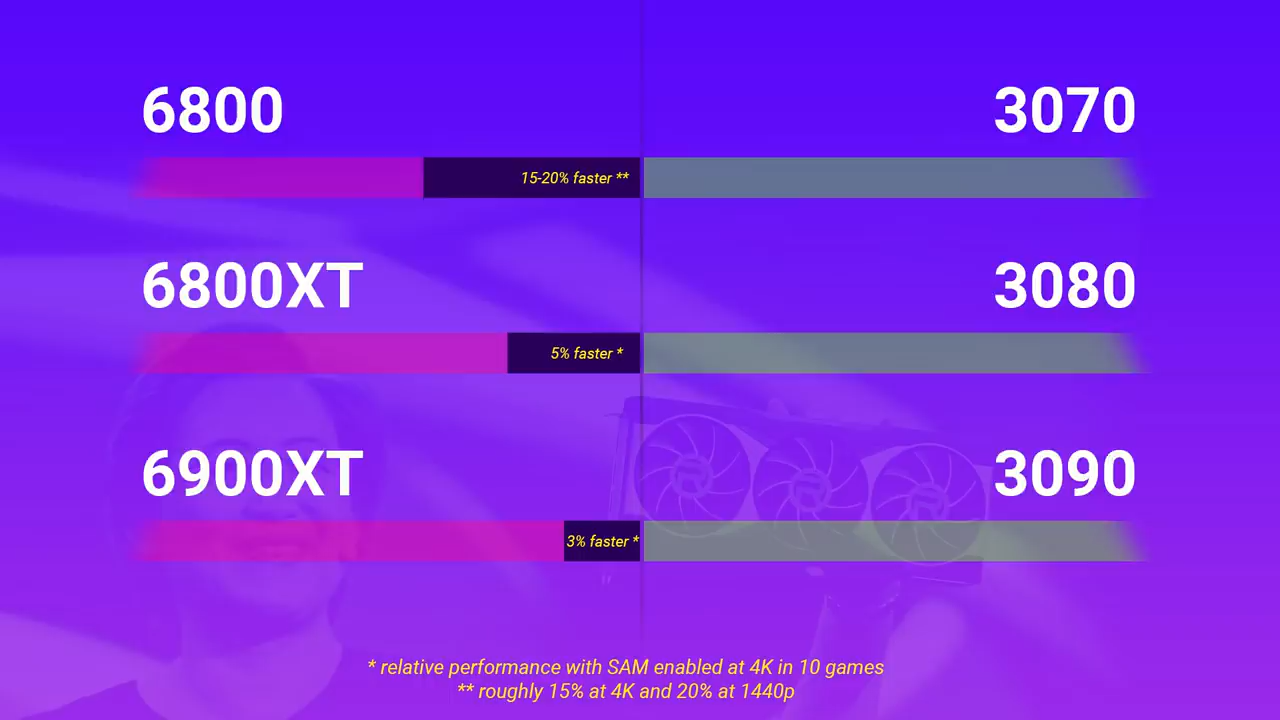 6800 3070
15-20% faster **
6800XT 3080
5% faster *
6900XT 3090
3% faster *
* relative performance with SAM enabled at 4K in 10 games
** roughly 15% at 4K and 20% at 1440p